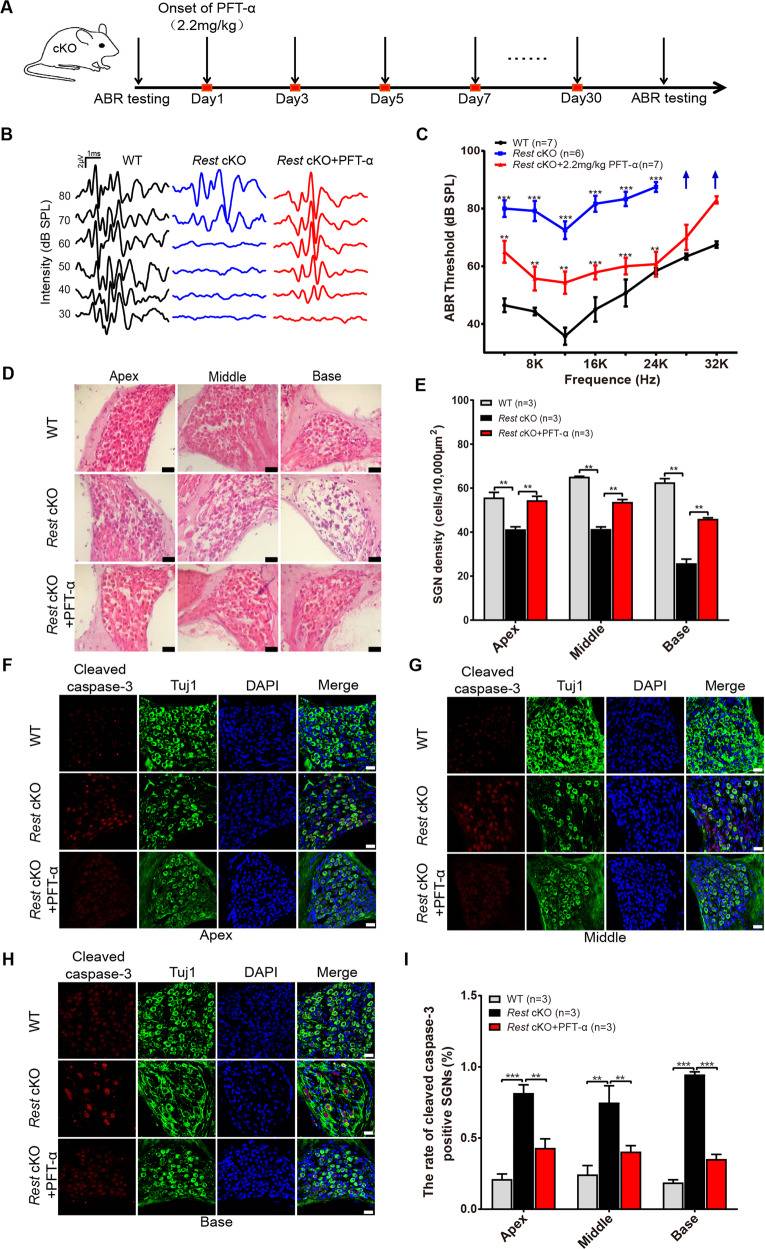 A
Onset of PFT-α
（2.2mg/kg）
cKO
......
ABR testing
Day1
Day3
Day5
Day7
Day30
ABR testing
B
1ms
2μV
WT
Rest cKO
Rest cKO+PFT-α
Intensity (dB SPL)
80
70
60
50
40
30
C
WT (n=7)
Rest cKO (n=6)
Rest cKO+2.2mg/kg PFT-α(n=7)
ABR Threshold (dB SPL)
100
80
60
40
*** *** *** *** *** ***
** ** ** *** *** **
8K
16K
24K
32K
Frequence (Hz)
D
Apex
Middle
Base
WT
Rest cKO
Rest cKO
+PFT-α
E
WT (n=3)
Rest cKO (n=3)
Rest cKO+PFT-α (n=3)
SGN density (cells/10,000μm²)
100
80
60
40
20
0
** **
** **
** **
Apex
Middle
Base
F
Cleaved
caspase-3
Tuj1
DAPI
Merge
WT
Rest cKO
Rest cKO
+PFT-α
Apex
G
Cleaved
caspase-3
Tuj1
DAPI
Merge
WT
Rest cKO
Rest cKO
+PFT-α
Middle
H
Cleaved
caspase-3
Tuj1
DAPI
Merge
WT
Rest cKO
Rest cKO
+PFT-α
Base
I
WT (n=3)
Rest cKO (n=3)
Rest cKO+PFT-α (n=3)
The rate of cleaved caspase-3
positive SGNs (%)
1.5
1.0
0.5
0.0
*** **
** **
*** ***
Apex
Middle
Base